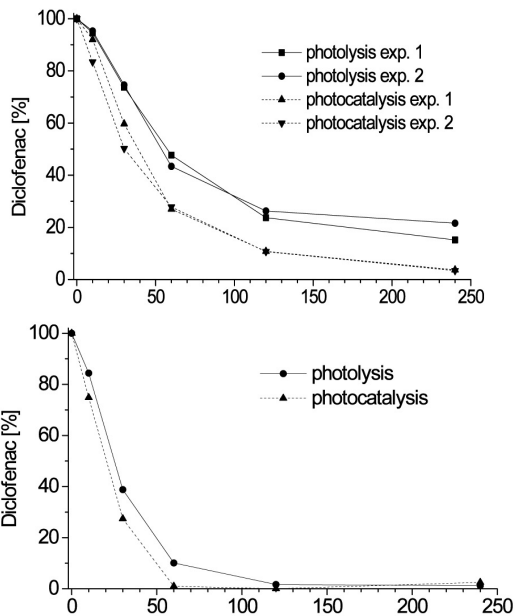 100
photolysis exp. 1
80
photolysis exp. 2
photocatalysis exp. 1
60
photocatalysis exp. 2
Diclofenac [%]
40
20
0
0 50 100 150 200 250
100
photolysis
80
photocatalysis
60
Diclofenac [%]
40
20
0
0 50 100 150 200 250